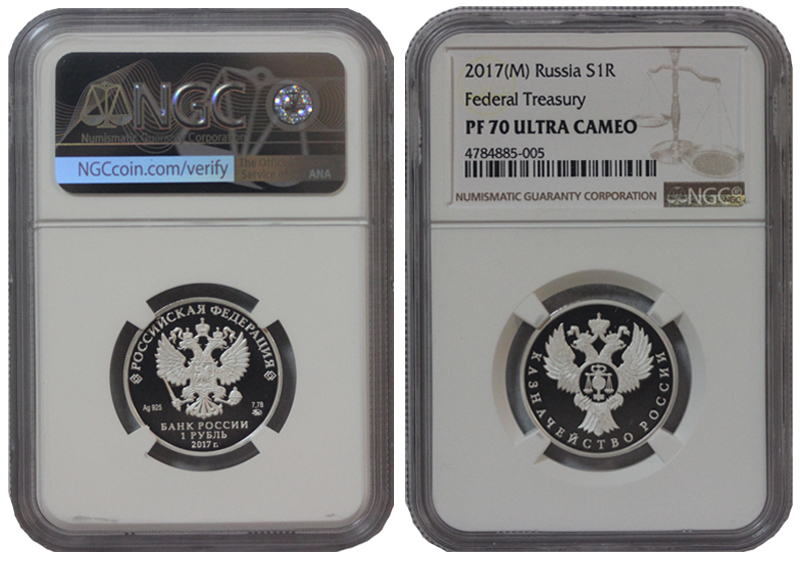 NGC
Numismatic Guaranty Corporation
NGCcoin.com/verify
The Official
Service of
ANA
РОССИЙСКАЯ ФЕДЕРАЦИЯ
Ag 925
7,78
БАНК РОССИИ
1 РУБЛЬ
2017 г.
2017(M) Russia S1R
Federal Treasury
PF 70 ULTRA CAMEO
4784885-005
NUMISMATIC GUARANTY CORPORATION
NGC®
КАЗНАЧЕЙСТВО РОССИИ